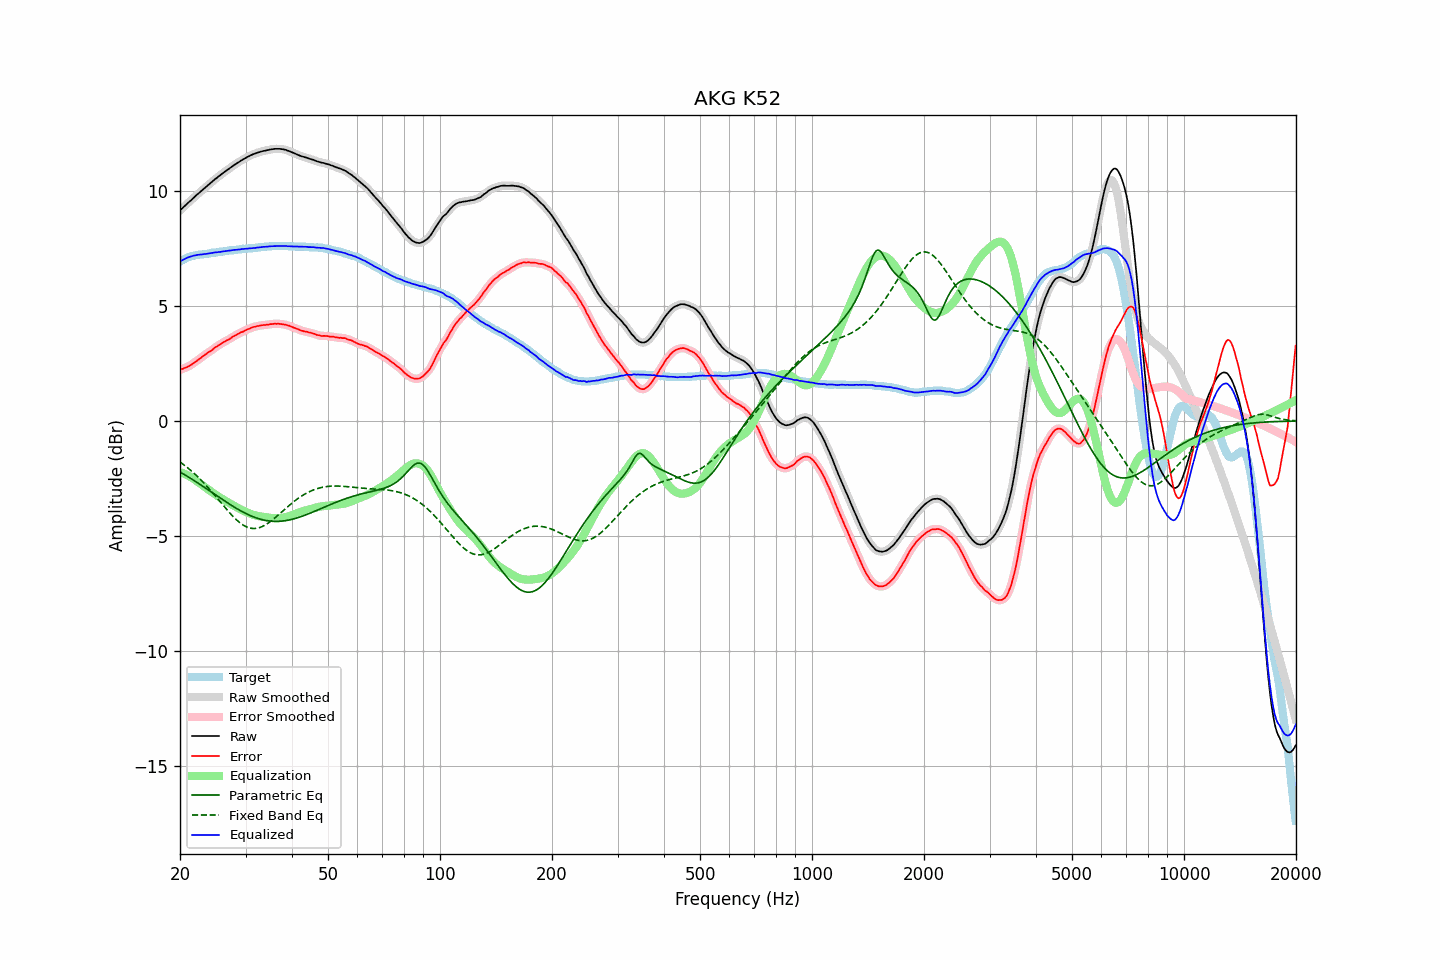 AKG K52
Amplitude (dBr)
10
5
0
−5
−10
−15
Target
Raw Smoothed
Error Smoothed
Raw
Error
Equalization
Parametric Eq
Fixed Band Eq
Equalized
20 50 100 200 500 1000 2000 5000 10000 20000
Frequency (Hz)